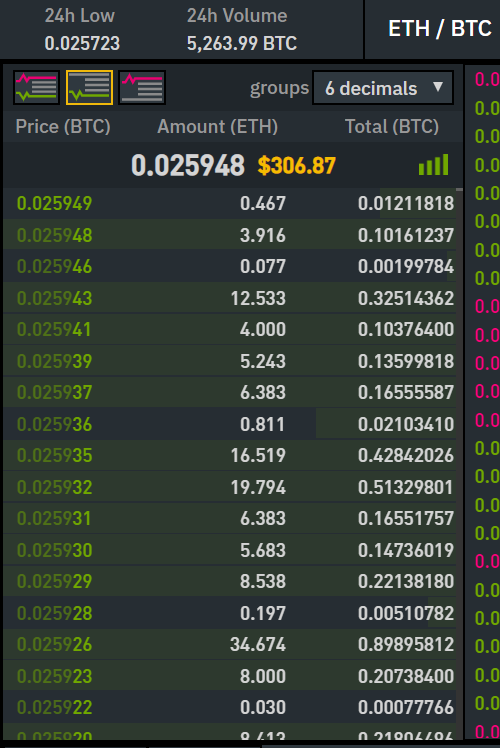 24h Low 24h Volume
0.025723 5,263.99 BTC
ETH / BTC
groups 6 decimals
Price (BTC) Amount (ETH) Total (BTC)
0.025948 $306.87
0.025949 0.467 0.01211818
0.025948 3.916 0.10161237
0.025946 0.077 0.00199784
0.025943 12.533 0.32514362
0.025941 4.000 0.10376400
0.025939 5.243 0.13599818
0.025937 6.383 0.16555587
0.025936 0.811 0.02103410
0.025935 16.519 0.42842026
0.025932 19.794 0.51329801
0.025931 6.383 0.16551757
0.025930 5.683 0.14736019
0.025929 8.538 0.22138180
0.025928 0.197 0.00510782
0.025926 34.674 0.89895812
0.025923 8.000 0.20738400
0.025922 0.030 0.00077766
0.025920 8.413 0.21806496